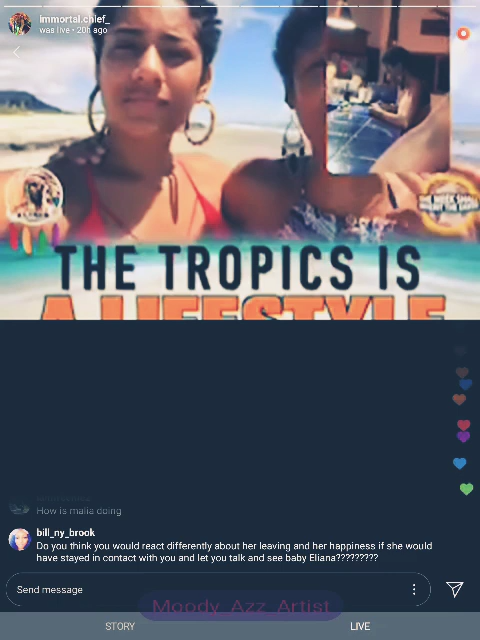 immortal.chief_
was live • 20h ago
THE TROPICS IS
A LIFESTYLE
How is malia doing
bill_ny_brook
Do you think you would react differently about her leaving and her happiness if she would
have stayed in contact with you and let you talk and see baby Eliana?????????
Send message
Moody Azz Artist
STORY
LIVE